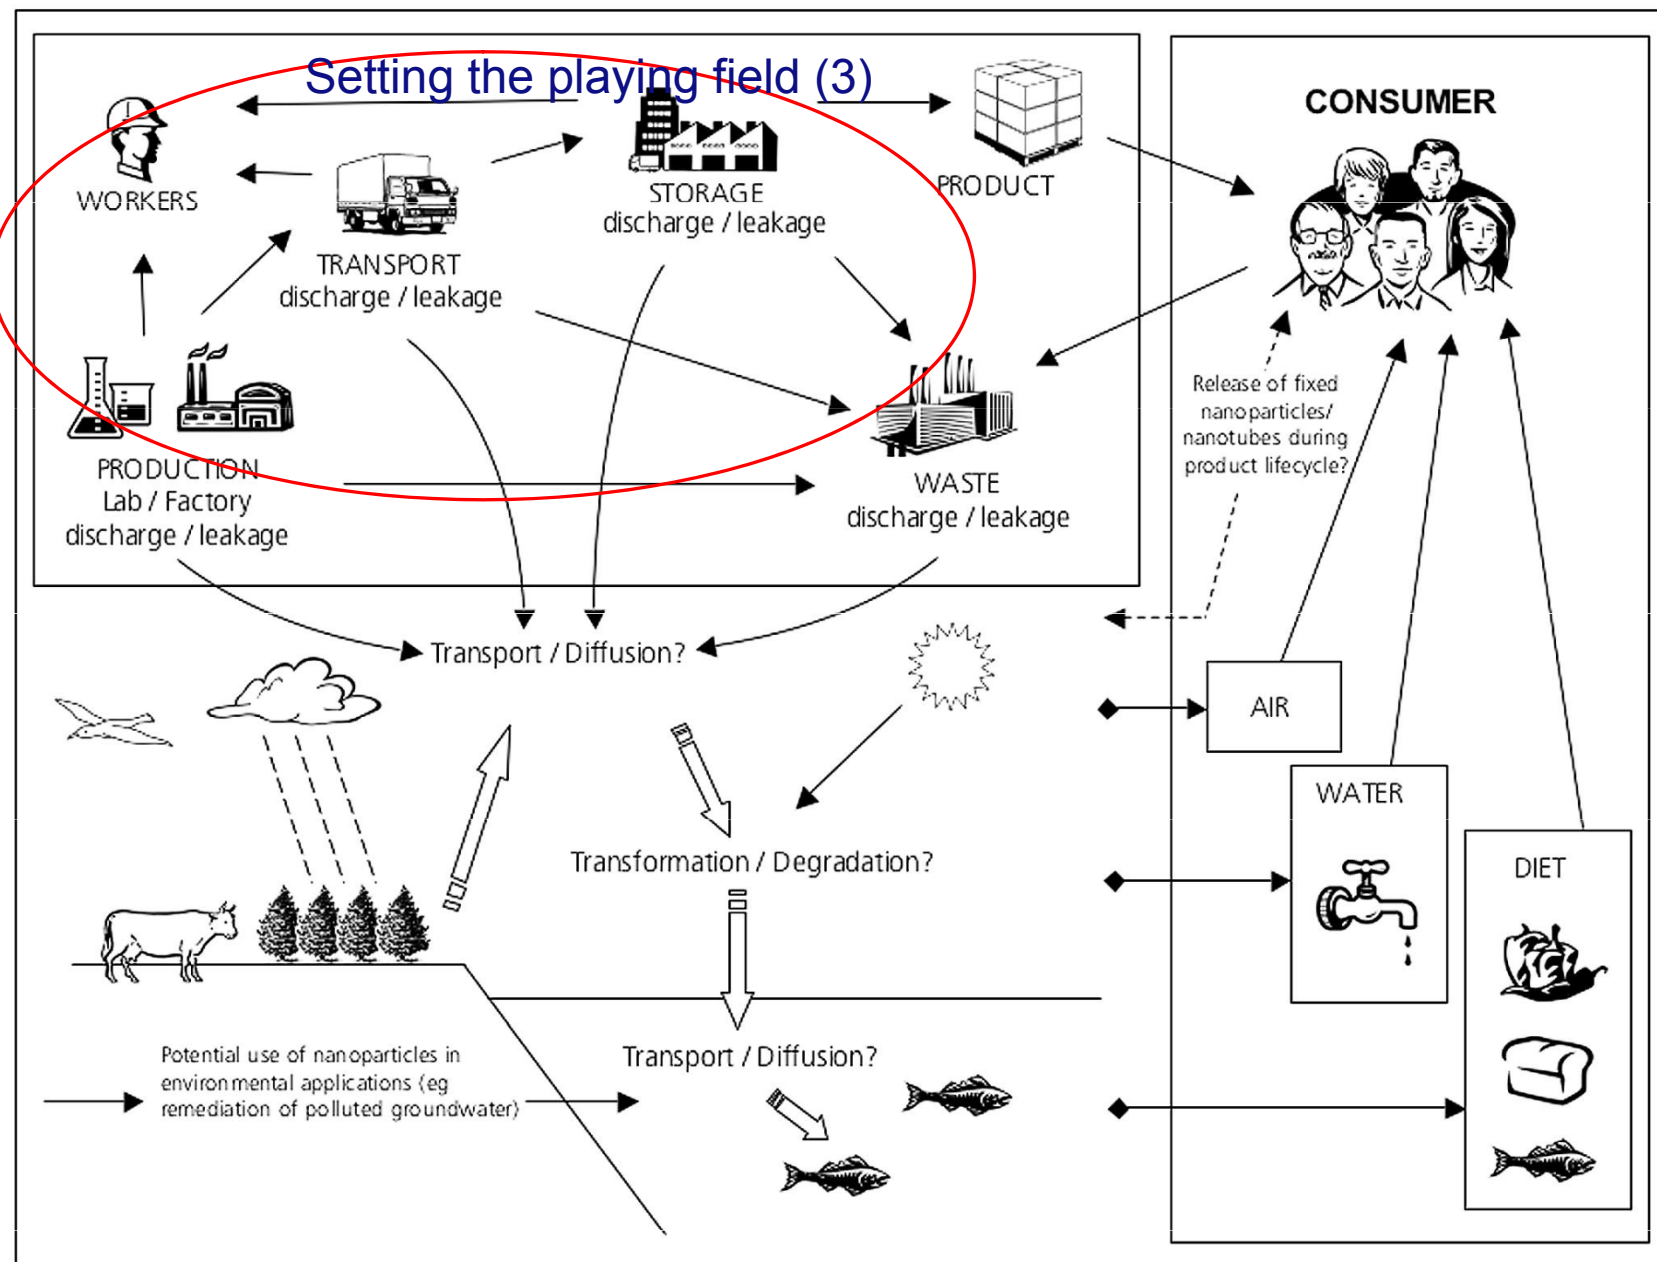 Setting the playing field (3)
CONSUMER
WORKERS
STORAGE
discharge / leakage
PRODUCT
TRANSPORT
discharge / leakage
PRODUCTION
Lab / Factory
discharge / leakage
WASTE
discharge / leakage
Release of fixed
nanoparticles/
nanotubes during
product lifecycle?
Transport / Diffusion?
AIR
WATER
Transformation / Degradation?
DIET
Potential use of nanoparticles in
environmental applications (eg
remediation of polluted groundwater)
Transport / Diffusion?